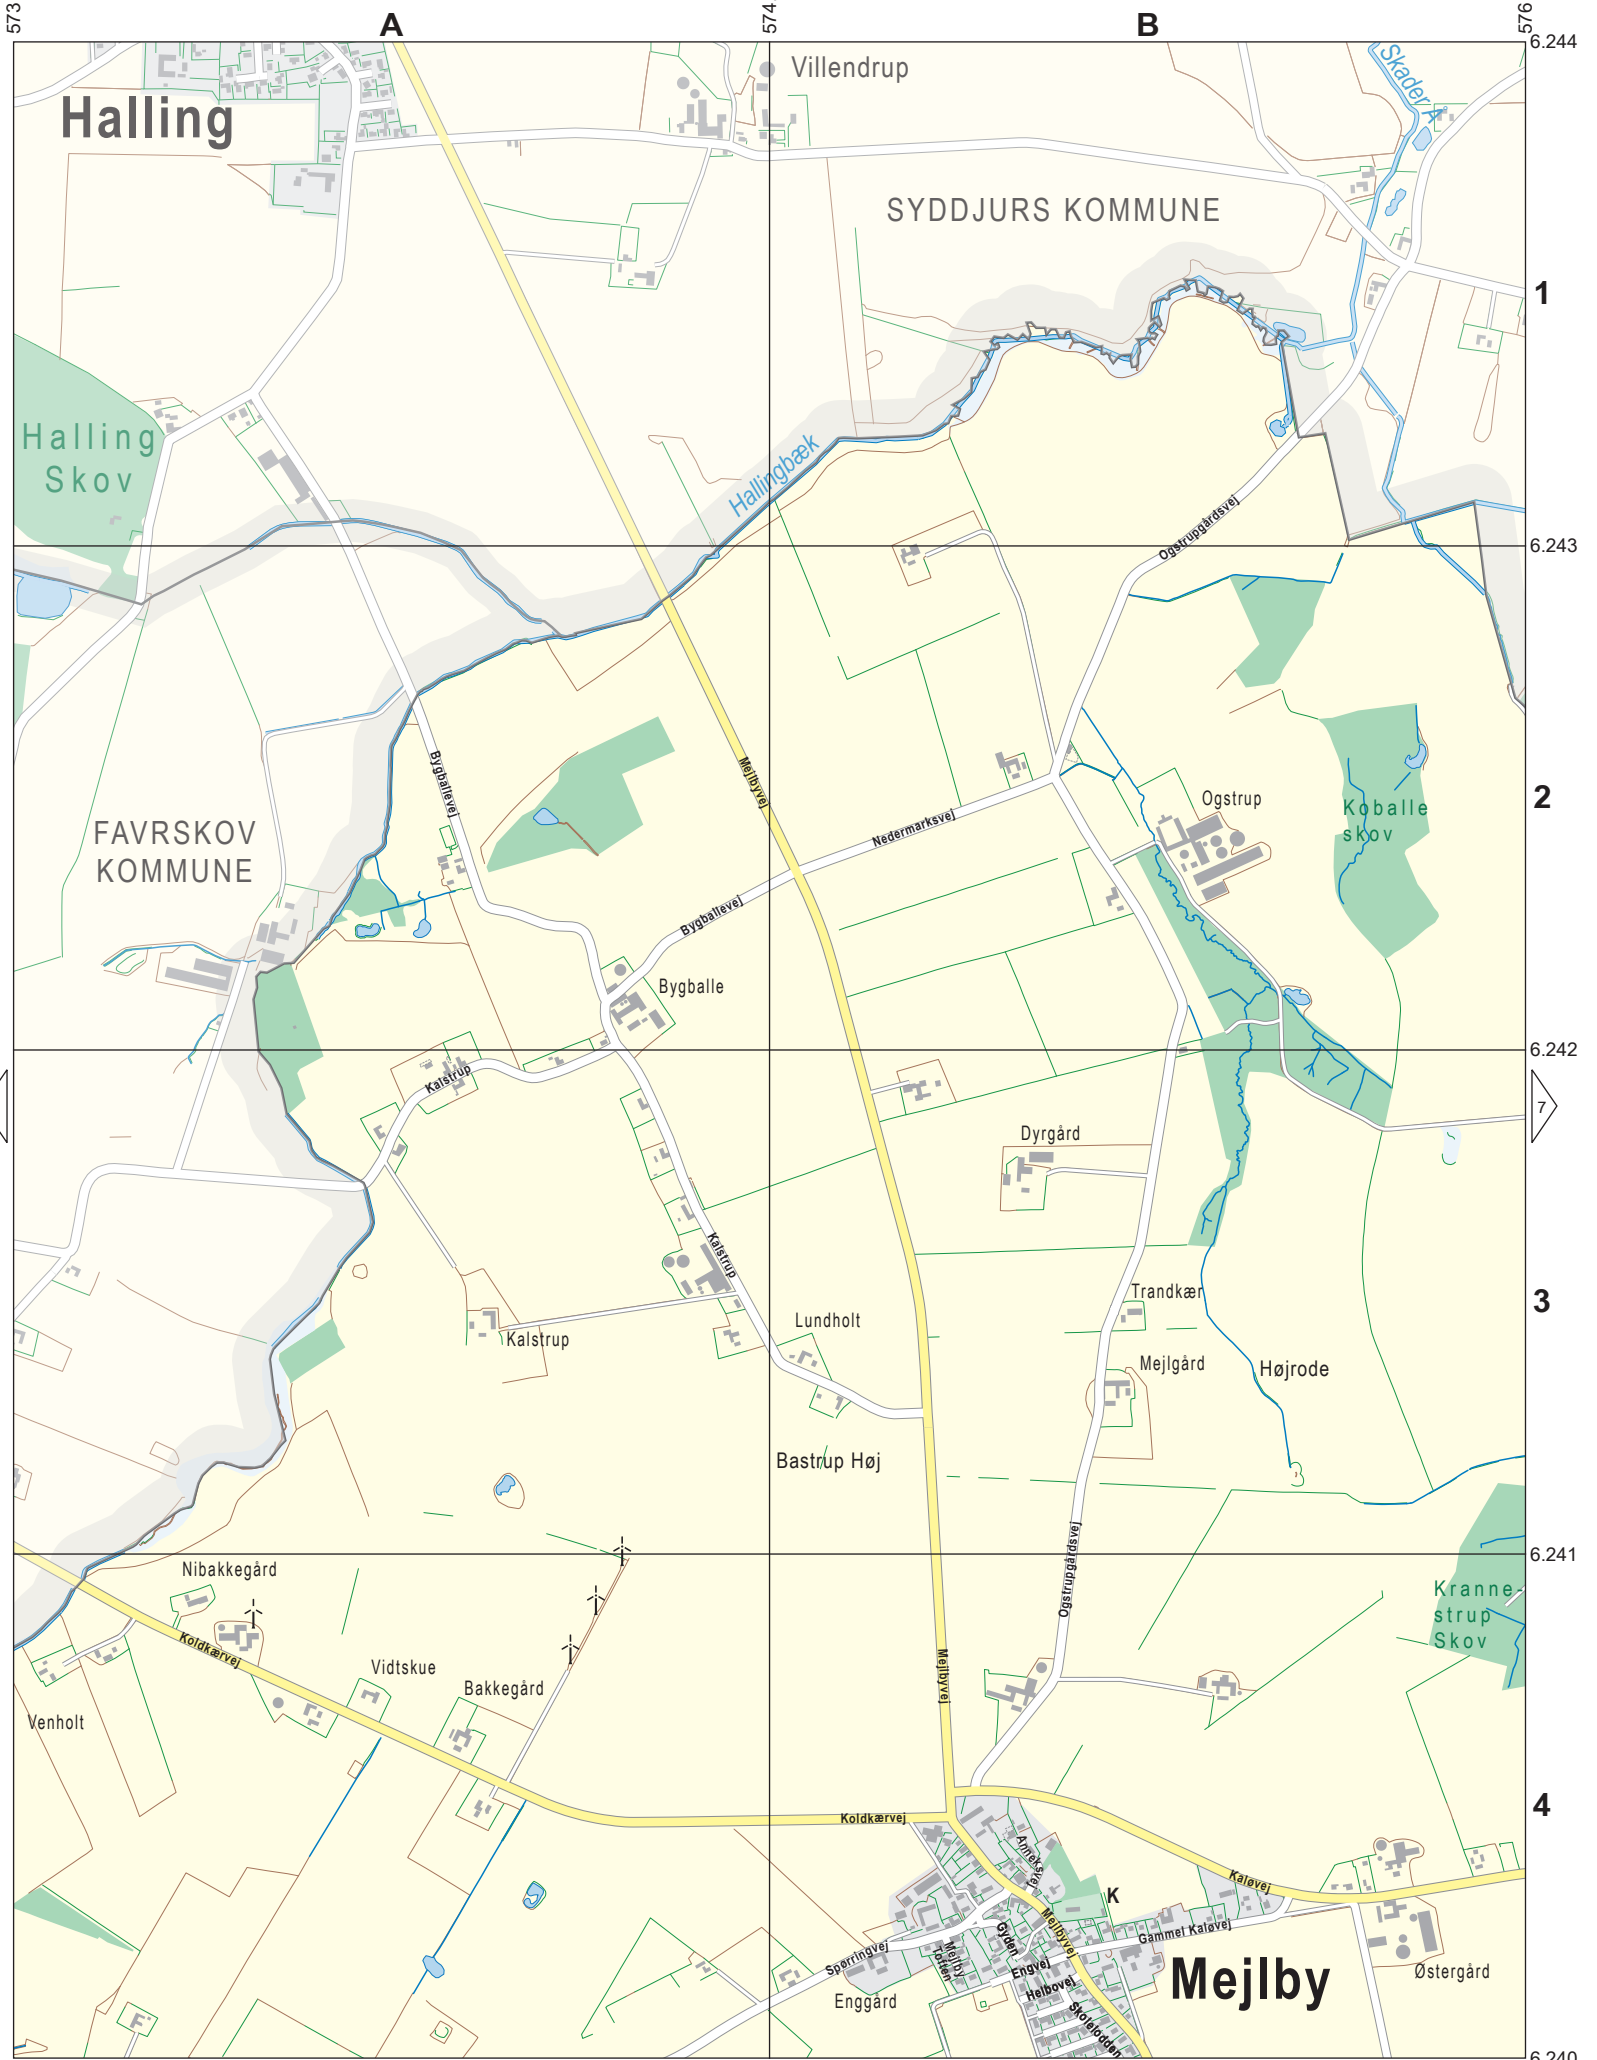 573
A
574
B
576
6.244
Villendrup
Skader Å
Halling
SYDDJURS KOMMUNE
1
Halling
Skov
Hallingbæk
Ogstrupgårdsvej
6.243
Bygballevej
Mejlbyvej
Ogstrup
2
Koballe
skov
Nedermarksvej
FAVRSKOV
KOMMUNE
Bygballevej
Bygballe
6.242
Kalstrup
7
Dyrgård
Kalstrup
Trandkær
3
Lundholt
Kalstrup
Mejlgård
Højrode
Bastrup Høj
6.241
Ogstrupgårdsvej
Nibakkegård
Kranne-
strup
Skov
Koldkærvej
Vidtskue
Mejlbyvej
Bakkegård
Venholt
4
Koldkærvej
Anneksvej
Kaløvej
K
Mejlbyvej
Gammel Kaløvej
Gyden
Spørringvej
Mejlby
Toften
Engvej
Mejlby
Østergård
Helbovej
Enggård
Skolelodden
6.240